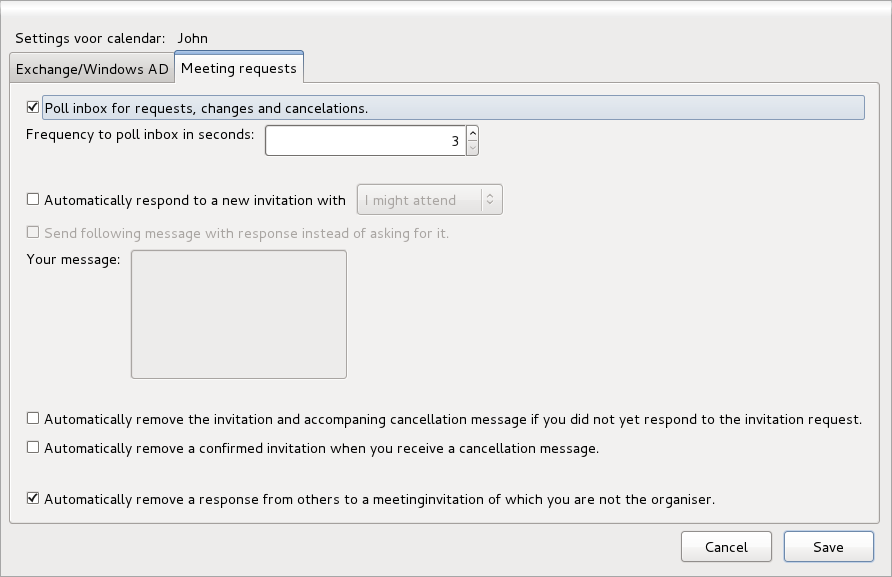 Settings voor calendar: John
Exchange/Windows AD Meeting requests
Poll inbox for requests, changes and cancelations.
Frequency to poll inbox in seconds: 3
Automatically respond to a new invitation with I might attend
Send following message with response instead of asking for it.
Your message:
Automatically remove the invitation and accompaning cancellation message if you did not yet respond to the invitation request.
Automatically remove a confirmed invitation when you receive a cancellation message.
Automatically remove a response from others to a meetinginvitation of which you are not the organiser.
Cancel Save